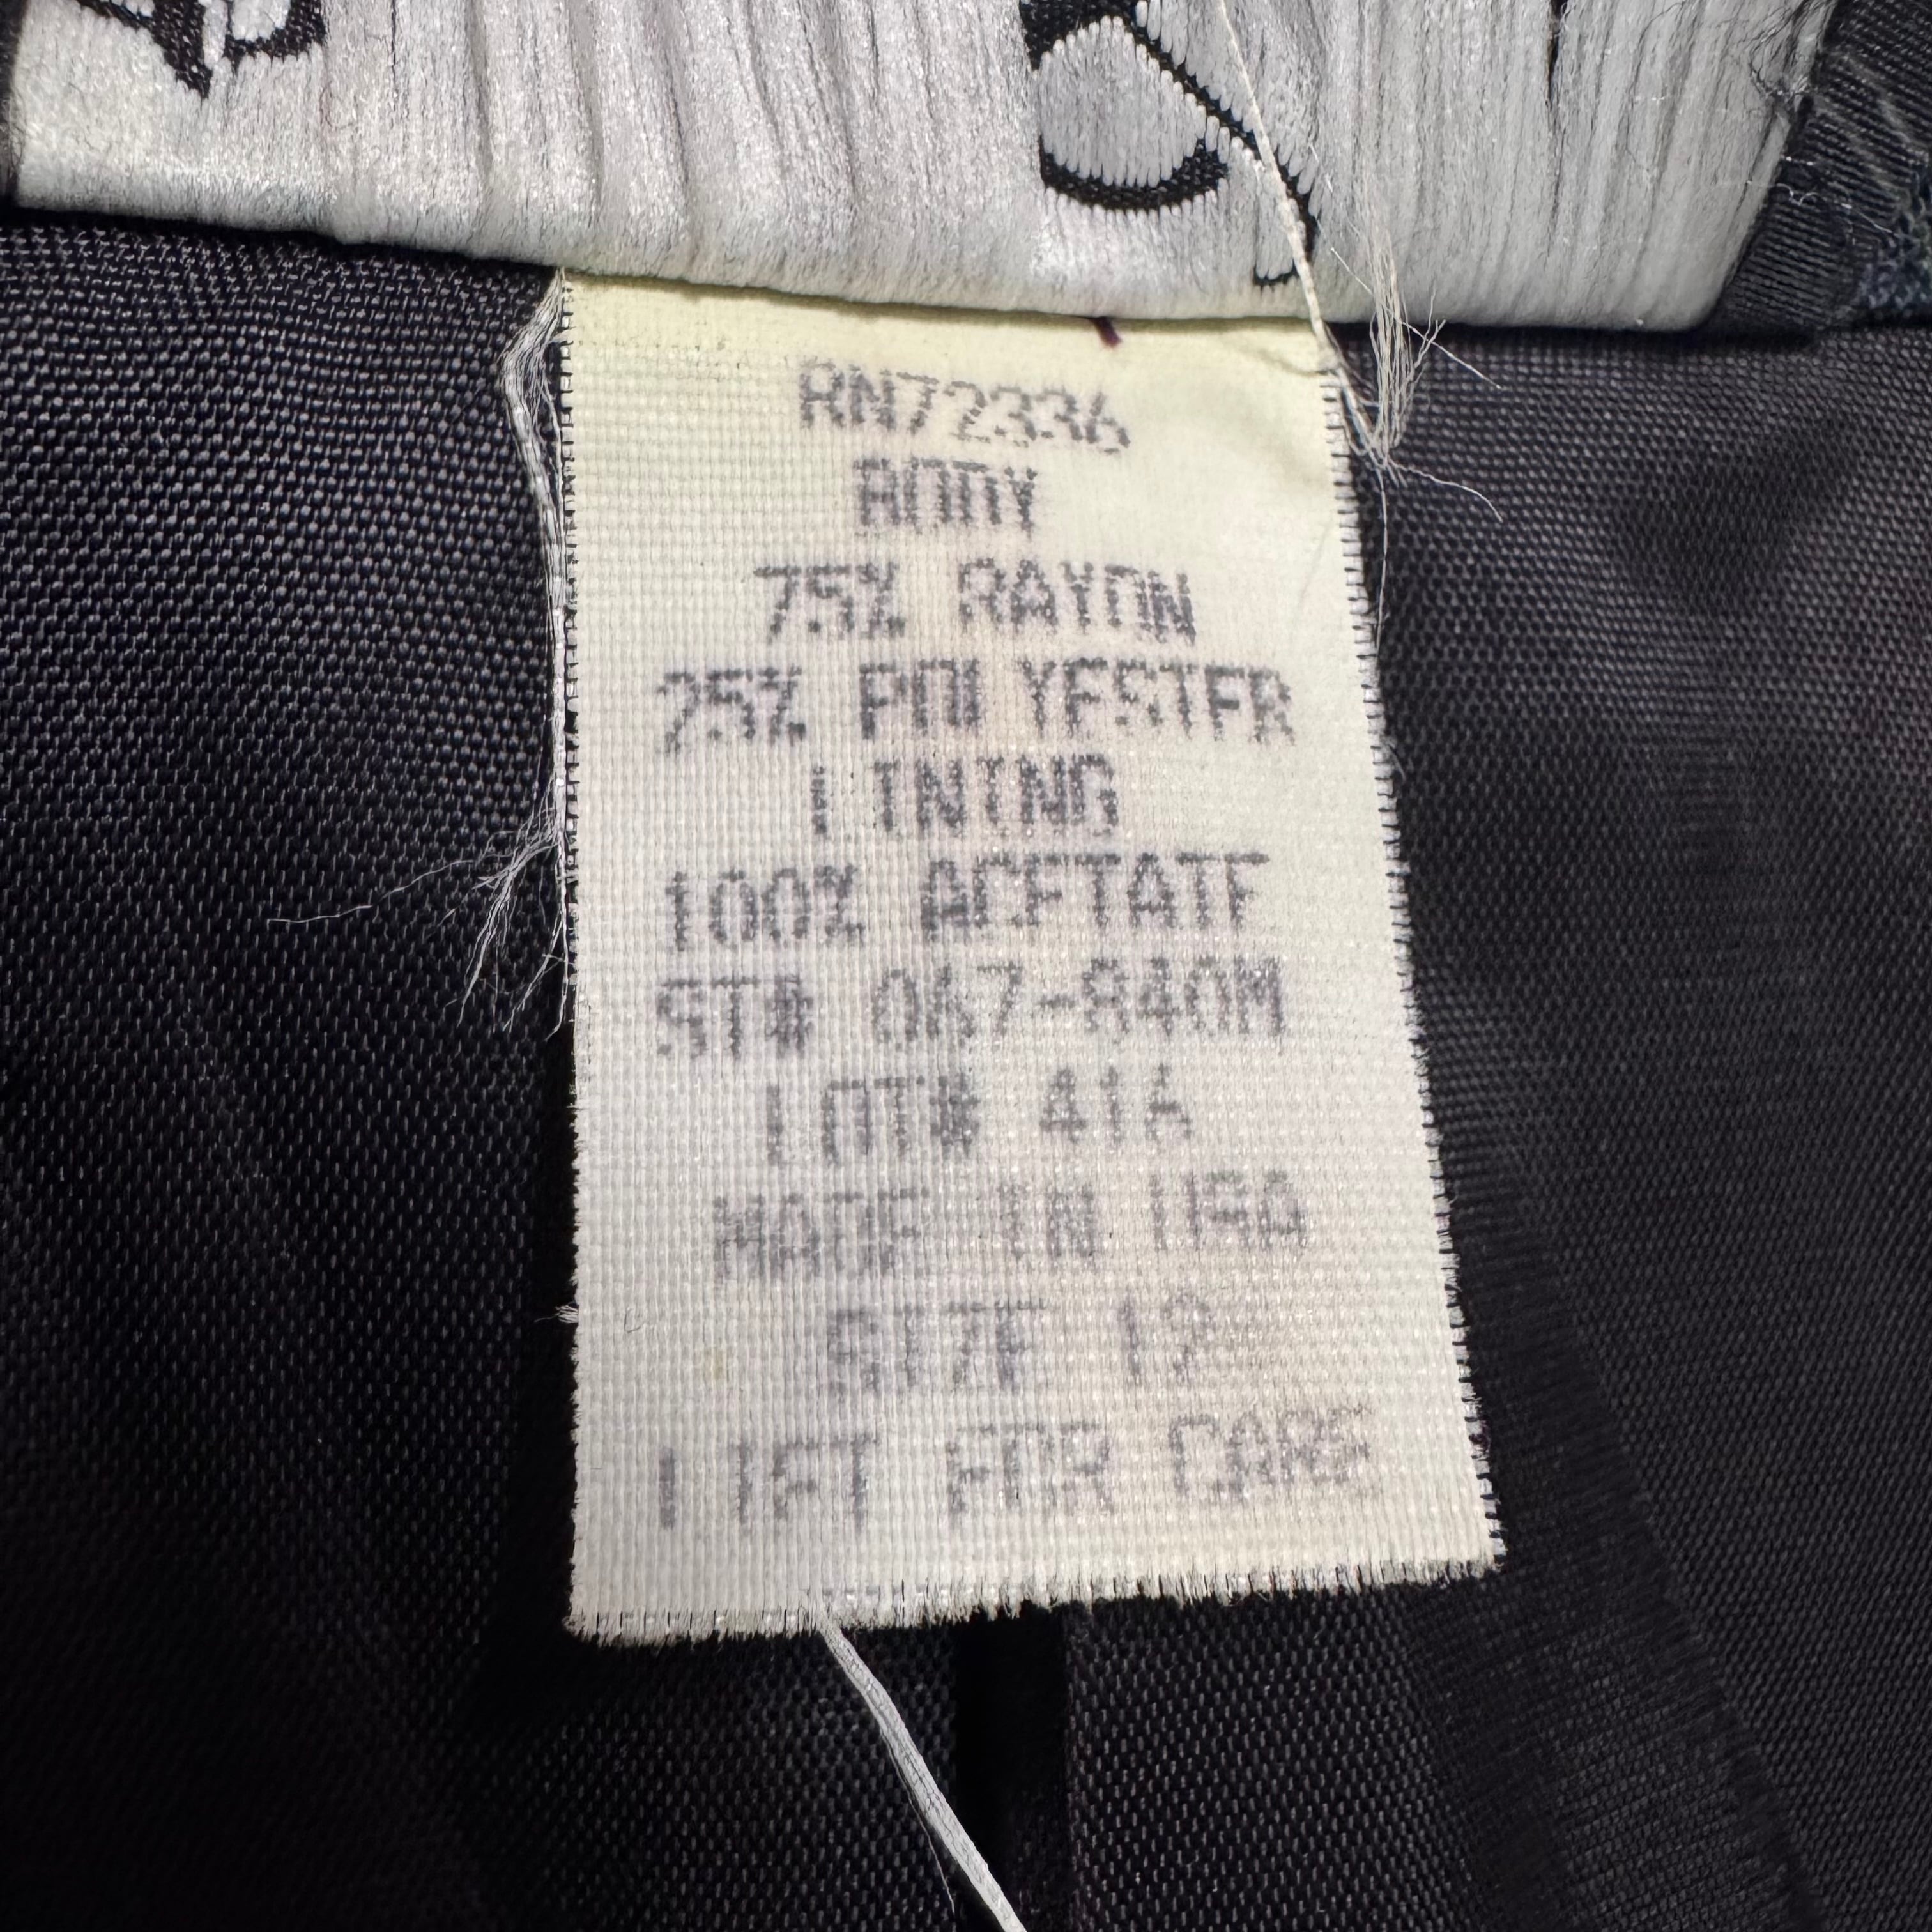 RN72336
BODY
75% RAYON
25% POLYESTER
LINING
100% ACETATE
ST# 067-840M
LOT# 416
MADE IN USA
SIZE 12
LIFT FOR CARE